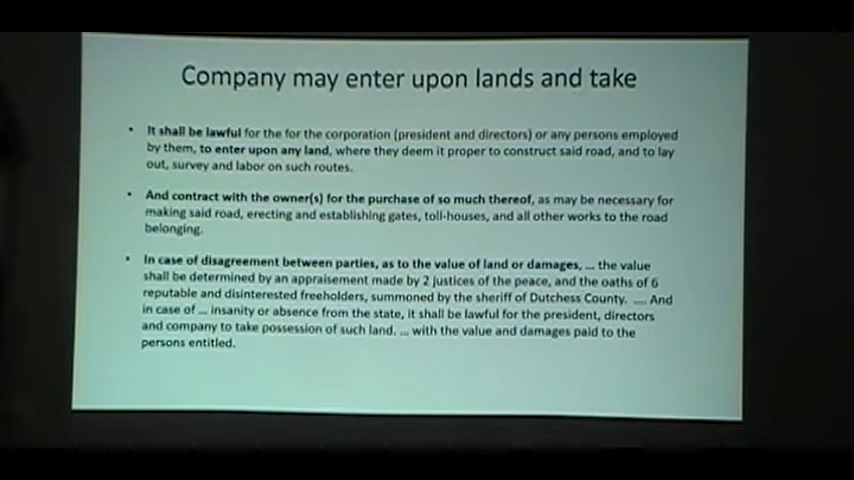 Company may enter upon lands and take
• It shall be lawful for the for the corporation (president and directors) or any persons employed
by them, to enter upon any land, where they deem it proper to construct said road, and to lay
out, survey and labor on such routes.
• And contract with the owner(s) for the purchase of so much thereof, as may be necessary for
making said road, erecting and establishing gates, toll-houses, and all other works to the road
belonging.
• In case of disagreement between parties, as to the value of land or damages, ... the value
shall be determined by an appraisement made by 2 justices of the peace, and the oaths of 6
reputable and disinterested freeholders, summoned by the sheriff of Dutchess County. .... And
in case of ... insanity or absence from the state, it shall be lawful for the president, directors
and company to take possession of such land, ... with the value and damages paid to the
persons entitled.